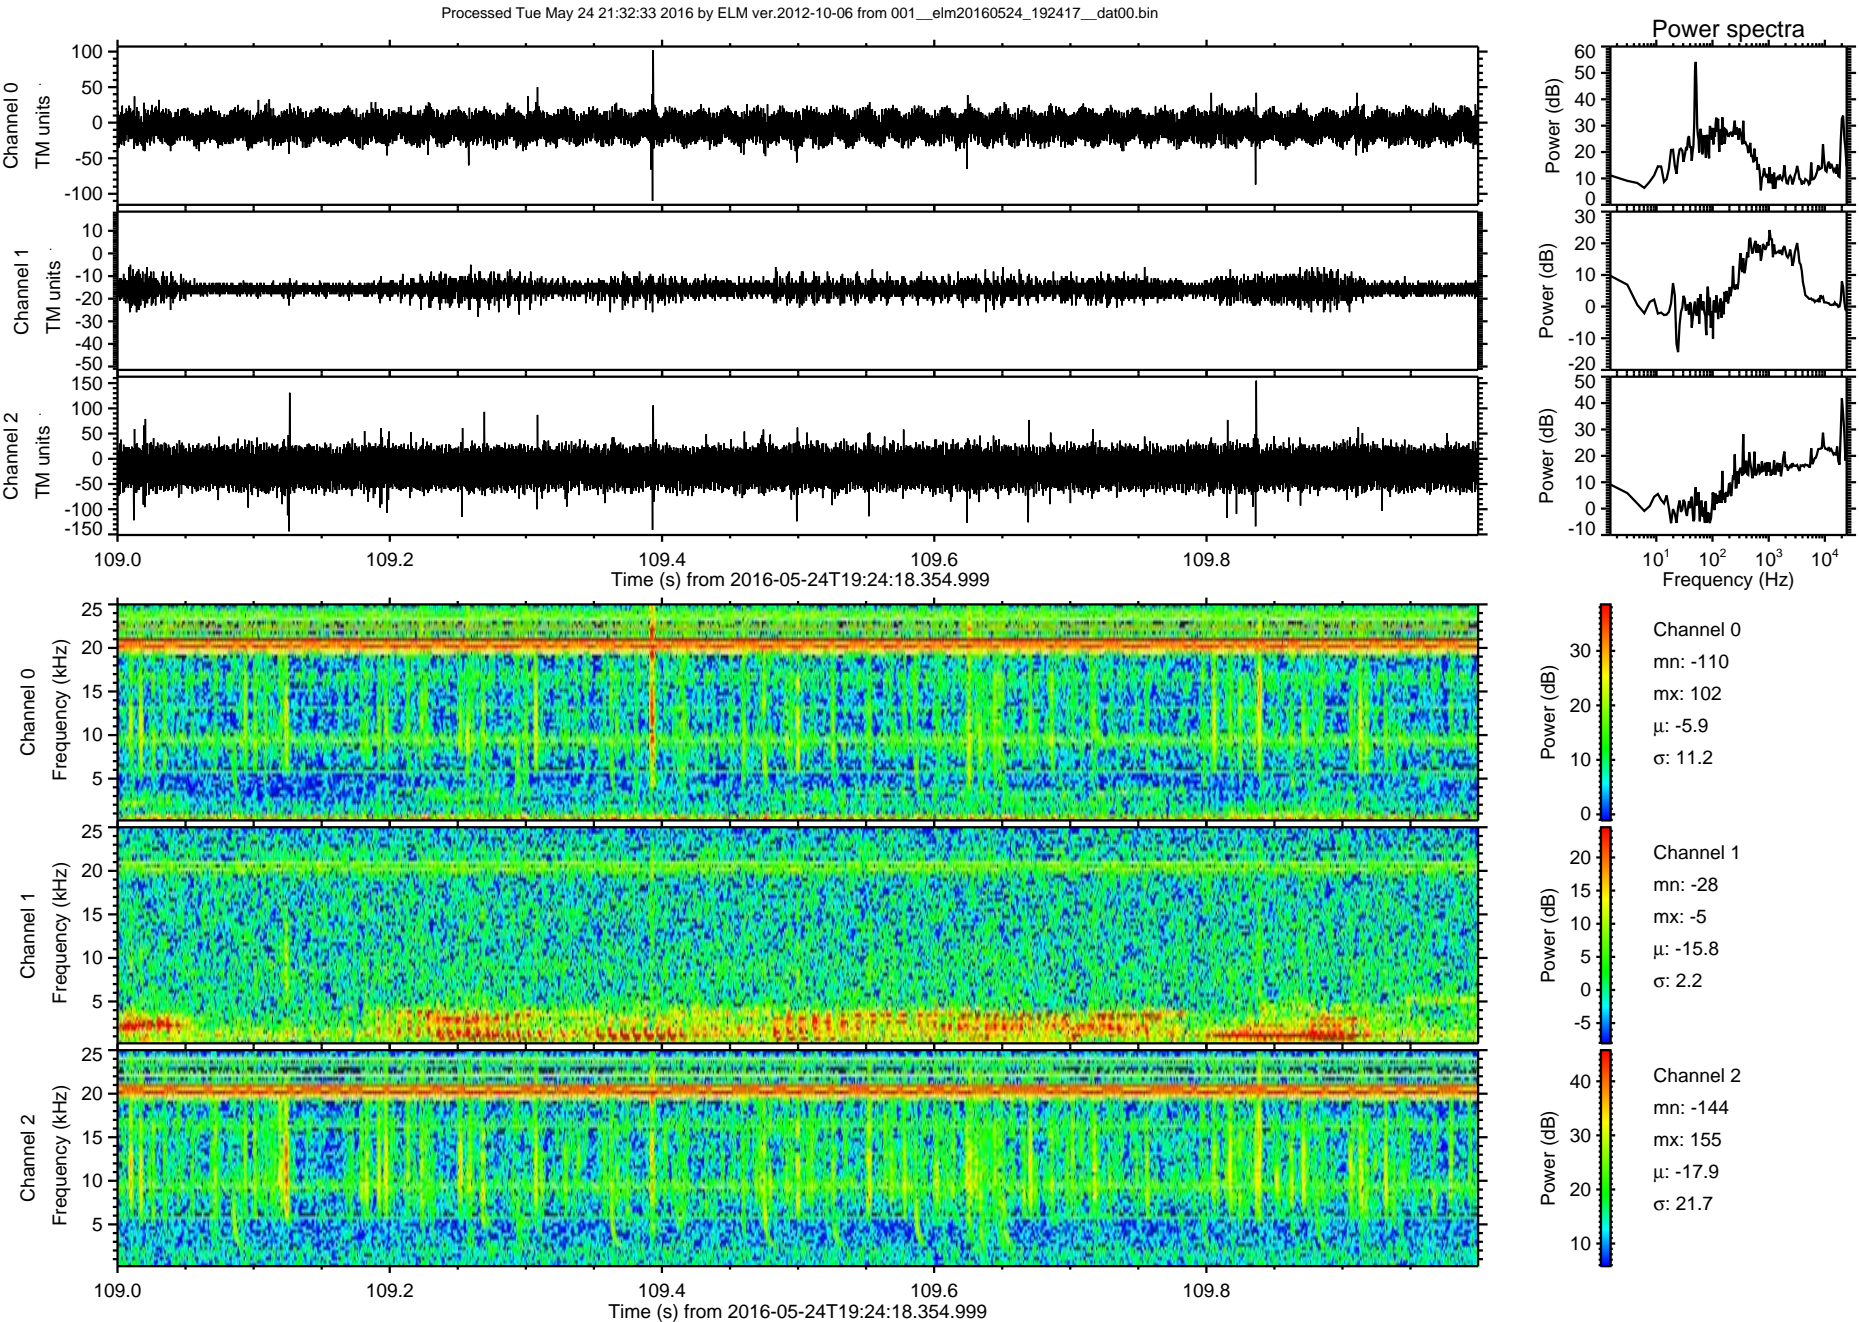 Processed Tue May 24 21:32:33 2016 by ELM ver.2012-10-06 from 001__elm20160524_192417__dat00.bin
Power spectra
Channel 0
TM units
100
50
0
-50
-100
Power (dB)
60
50
40
30
20
10
0
Channel 1
TM units
10
0
-10
-20
-30
-40
-50
Power (dB)
30
20
10
0
-10
-20
Channel 2
TM units
150
100
50
0
-50
-100
-150
Power (dB)
50
40
30
20
10
0
-10
109.0 109.2 109.4 109.6 109.8
Time (s) from 2016-05-24T19:24:18.354.999
10¹ 10² 10³ 10⁴
Frequency (Hz)
Channel 0
Frequency (kHz)
25
20
15
10
5
Power (dB)
30
20
10
0
Channel 0
mn: -110
mx: 102
μ: -5.9
σ: 11.2
Channel 1
Frequency (kHz)
25
20
15
10
5
Power (dB)
20
15
10
5
0
-5
Channel 1
mn: -28
mx: -5
μ: -15.8
σ: 2.2
Channel 2
Frequency (kHz)
25
20
15
10
5
Power (dB)
40
30
20
10
Channel 2
mn: -144
mx: 155
μ: -17.9
σ: 21.7
109.0 109.2 109.4 109.6 109.8
Time (s) from 2016-05-24T19:24:18.354.999